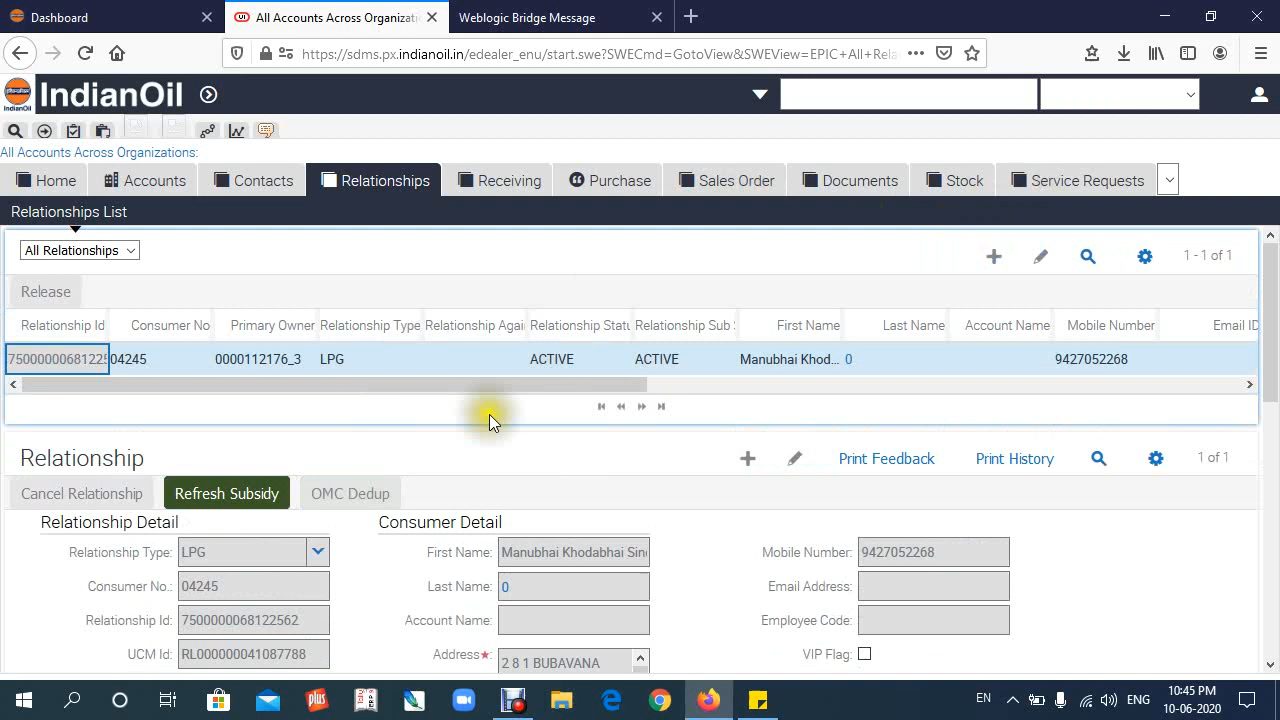 Dashboard
All Accounts Across Organizati
Weblogic Bridge Message
https://sdms.px.indianoil.in/edealer_enu/start.swe?SWECmd=GotoView&SWEView=EPIC+All+Rela
IndianOil
All Accounts Across Organizations:
Home Accounts Contacts Relationships Receiving Purchase Sales Order Documents Stock Service Requests
Relationships List
All Relationships
1 - 1 of 1
Release
Relationship Id Consumer No Primary Owner Relationship Type Relationship Agai Relationship Statu Relationship Sub First Name Last Name Account Name Mobile Number Email ID
04245 0000112176_3 LPG ACTIVE ACTIVE Manubhai Khod... 0 9427052268
Relationship
Print Feedback Print History 1 of 1
Cancel Relationship Refresh Subsidy OMC Dedup
Relationship Detail Consumer Detail
Relationship Type: LPG First Name: Manubhai Khodabhai Sin Mobile Number: 9427052268
Consumer No.: 04245 Last Name: 0 Email Address:
Relationship Id: 7500000068122562 Account Name: Employee Code:
UCM Id: RL000000041087788 Address★: 2 8 1 BUBAVANA VIP Flag:
EN
ENG
10:45 PM
10-06-2020